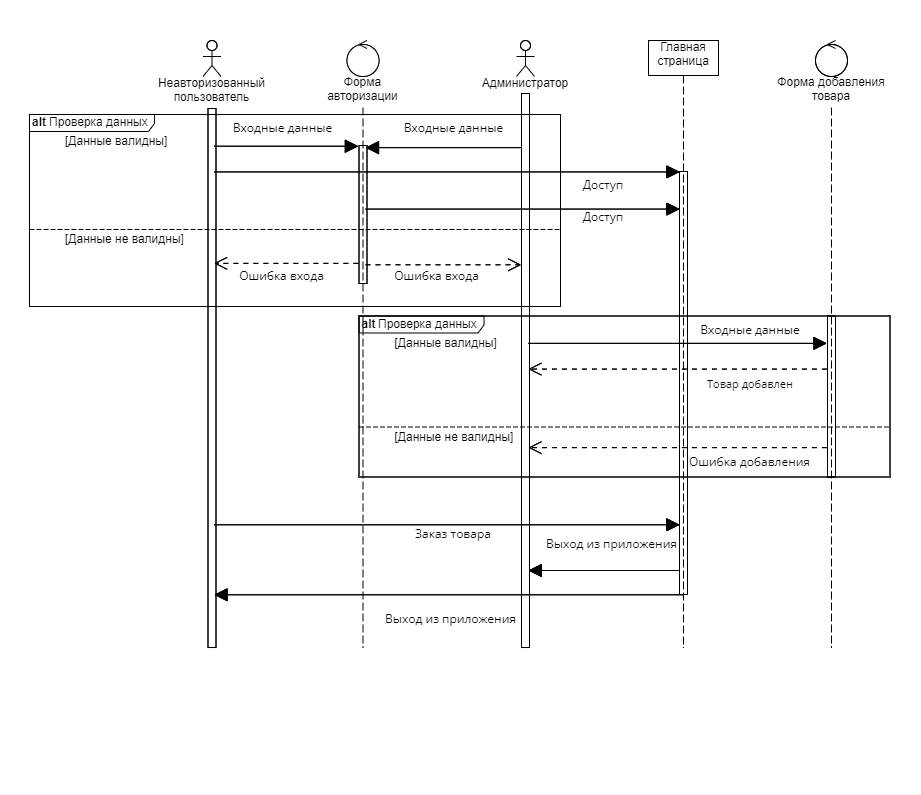 Неавторизованный
пользователь
Форма
авторизации
Администратор
Главная
страница
Форма добавления
товара
alt Проверка данных
[Данные валидны]
Входные данные
Входные данные
Доступ
Доступ
[Данные не валидны]
Ошибка входа
Ошибка входа
alt Проверка данных
[Данные валидны]
Входные данные
Товар добавлен
[Данные не валидны]
Ошибка добавления
Заказ товара
Выход из приложения
Выход из приложения